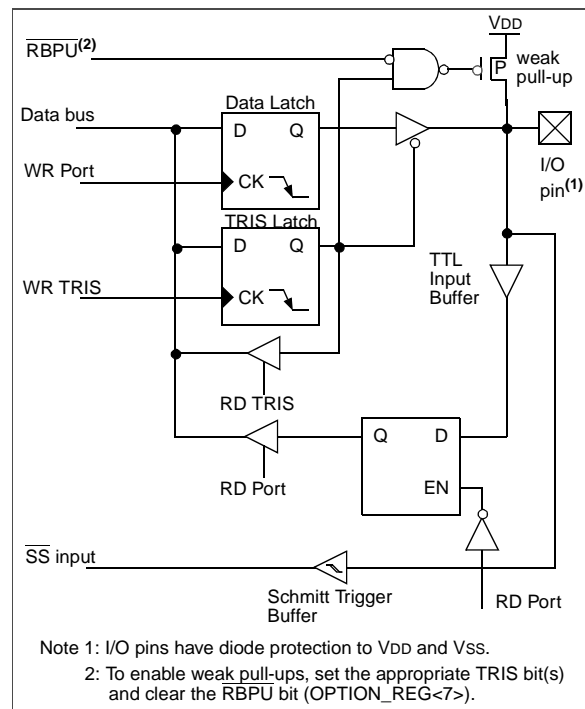 VDD
RBPU(2)
P
weak
pull-up
Data Latch
Data bus
D Q
I/O
pin(1)
WR Port
CK
TRIS Latch
D Q
TTL
Input
Buffer
WR TRIS
CK
RD TRIS
Q D
RD Port
EN
SS input
Schmitt Trigger
Buffer
RD Port
Note 1: I/O pins have diode protection to VDD and VSS.
2: To enable weak pull-ups, set the appropriate TRIS bit(s)
and clear the RBPU bit (OPTION_REG<7>).